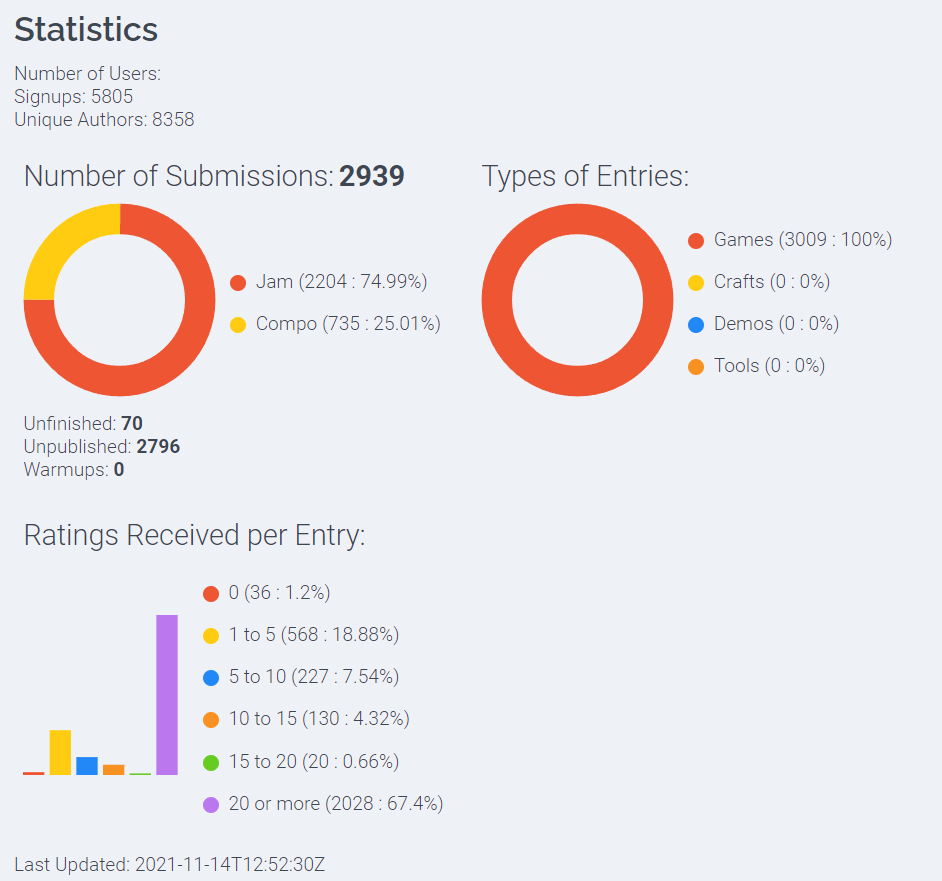 Statistics
Number of Users:
Signups: 5805
Unique Authors: 8358
Number of Submissions: 2939
Jam (2204 : 74.99%)
Compo (735 : 25.01%)
Unfinished: 70
Unpublished: 2796
Warmups: 0
Types of Entries:
Games (3009 : 100%)
Crafts (0 : 0%)
Demos (0 : 0%)
Tools (0 : 0%)
Ratings Received per Entry:
0 (36 : 1.2%)
1 to 5 (568 : 18.88%)
5 to 10 (227 : 7.54%)
10 to 15 (130 : 4.32%)
15 to 20 (20 : 0.66%)
20 or more (2028 : 67.4%)
Last Updated: 2021-11-14T12:52:30Z